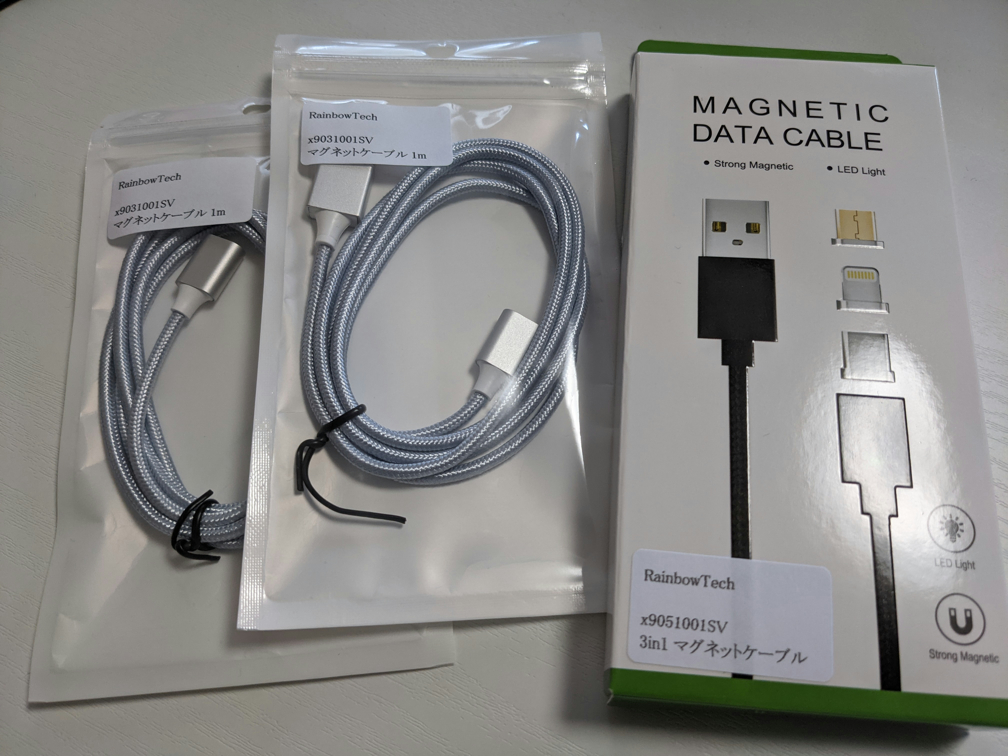 RainbowTech
x9031001SV
マグネットケーブル 1m
RainbowTech
x9031001SV
マグネットケーブル 1m
MAGNETIC
DATA CABLE
• Strong Magnetic
• LED Light
LED Light
Strong Magnetic
RainbowTech
x9051001SV
3in1 マグネットケーブル